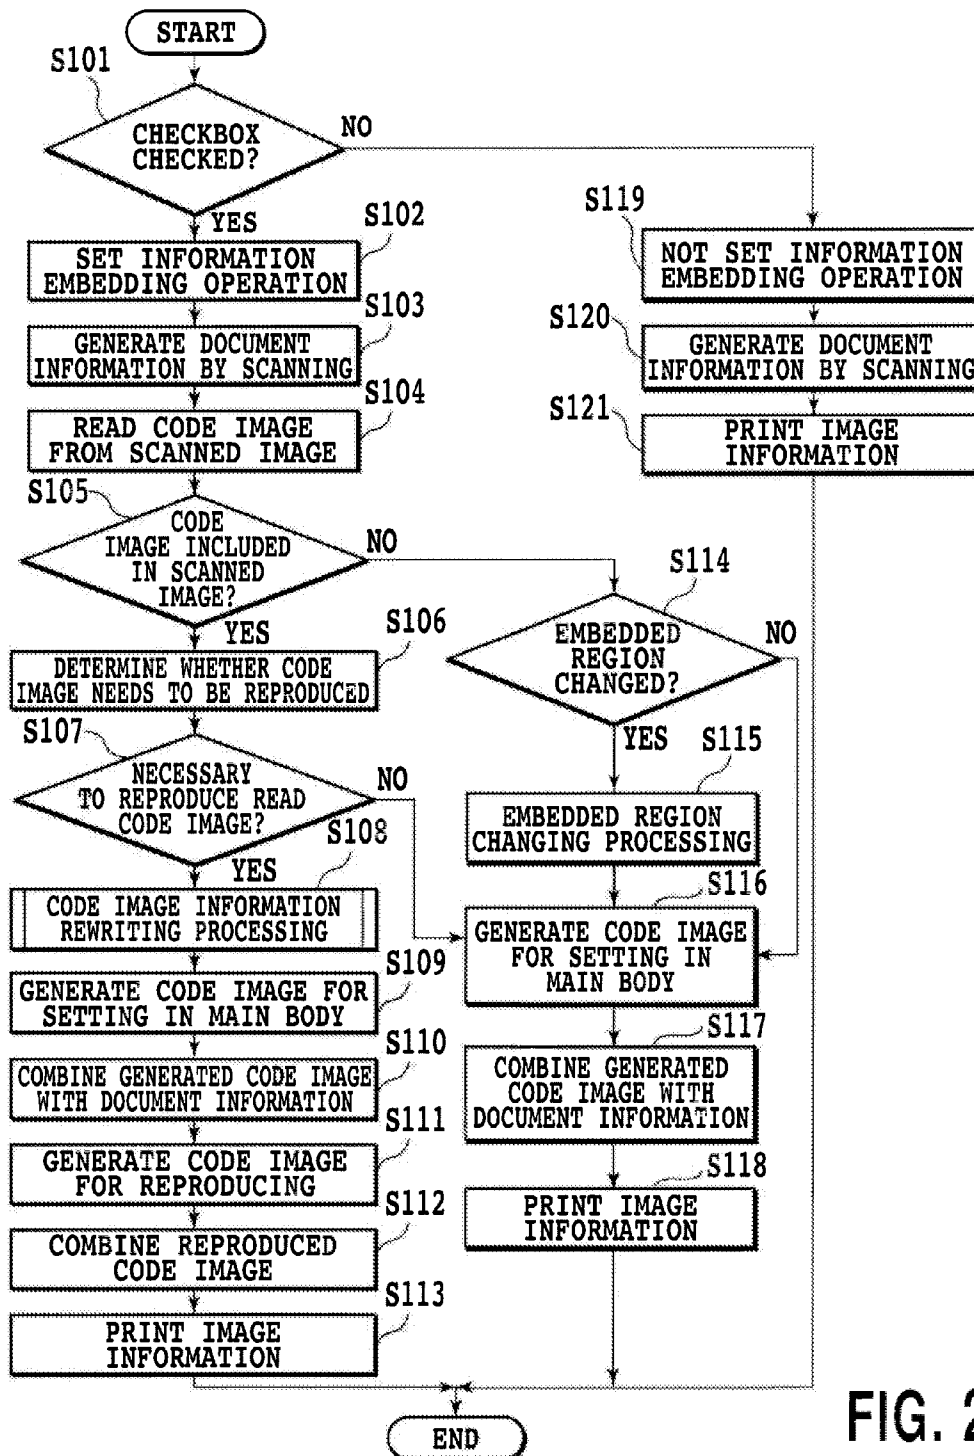 START
S101
CHECKBOX
CHECKED?
NO
YES
S102
SET INFORMATION
EMBEDDING OPERATION
S103
GENERATE DOCUMENT
INFORMATION BY SCANNING
S104
READ CODE IMAGE
FROM SCANNED IMAGE
S105
CODE
IMAGE INCLUDED
IN SCANNED
IMAGE?
NO
YES
S106
DETERMINE WHETHER CODE
IMAGE NEEDS TO BE REPRODUCED
S107
NECESSARY
TO REPRODUCE READ
CODE IMAGE?
NO
YES
S108
CODE IMAGE INFORMATION
REWRITING PROCESSING
S109
GENERATE CODE IMAGE FOR
SETTING IN MAIN BODY
S110
COMBINE GENERATED CODE IMAGE
WITH DOCUMENT INFORMATION
S111
GENERATE CODE IMAGE
FOR REPRODUCING
S112
COMBINE REPRODUCED
CODE IMAGE
S113
PRINT IMAGE
INFORMATION
S114
EMBEDDED
REGION
CHANGED?
NO
YES
S115
EMBEDDED REGION
CHANGING PROCESSING
S116
GENERATE CODE IMAGE
FOR SETTING IN
MAIN BODY
S117
COMBINE GENERATED
CODE IMAGE WITH
DOCUMENT INFORMATION
S118
PRINT IMAGE
INFORMATION
S119
NOT SET INFORMATION
EMBEDDING OPERATION
S120
GENERATE DOCUMENT
INFORMATION BY SCANNING
S121
PRINT IMAGE
INFORMATION
END
FIG. 2